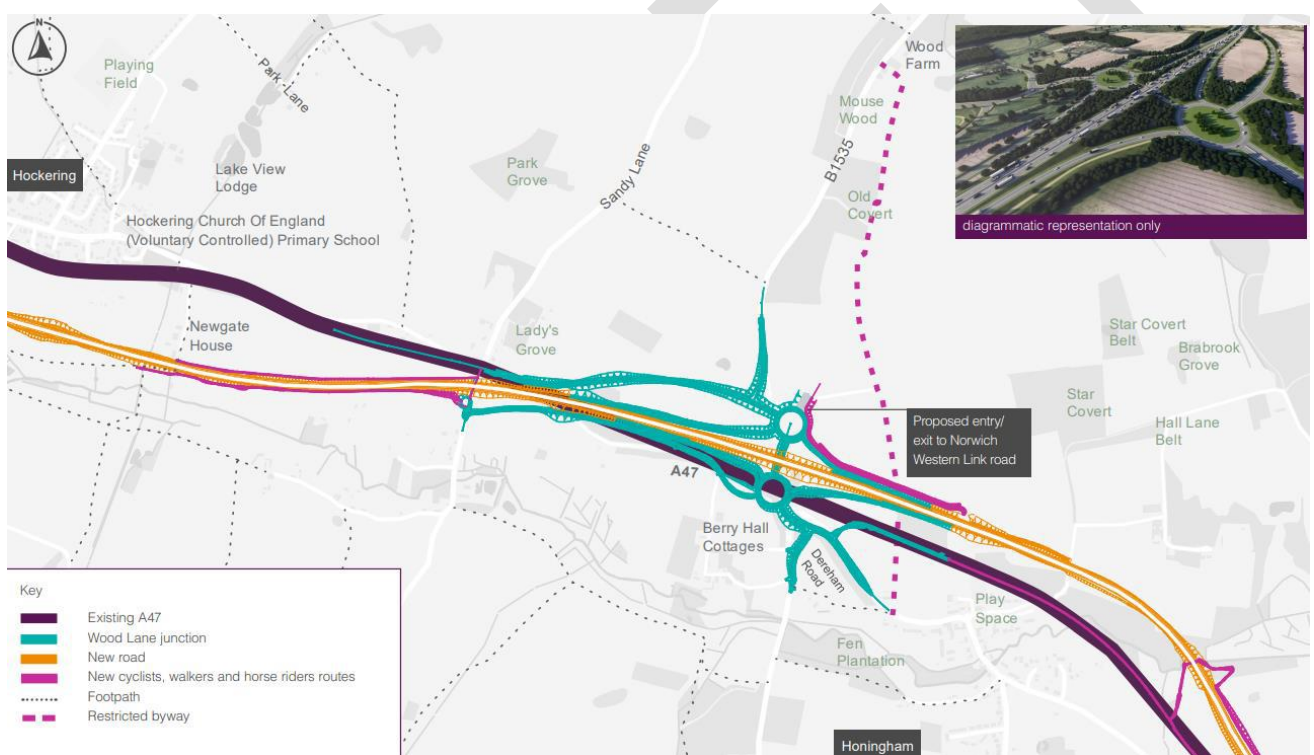 N
Playing
Field
Park Lane
Wood
Farm
Mouse
Wood
B1535
diagrammatic representation only
Hockering
Lake View
Lodge
Park
Grove
Sandy Lane
Old
Covert
Hockering Church Of England
(Voluntary Controlled) Primary School
Newgate
House
Lady's
Grove
Star Covert
Belt
Brabrook
Grove
Star
Covert
Hall Lane
Belt
Proposed entry/
exit to Norwich
Western Link road
A47
Berry Hall
Cottages
Dereham
Road
Play
Space
Fen
Plantation
Honingham
Key
Existing A47
Wood Lane junction
New road
New cyclists, walkers and horse riders routes
Footpath
Restricted byway